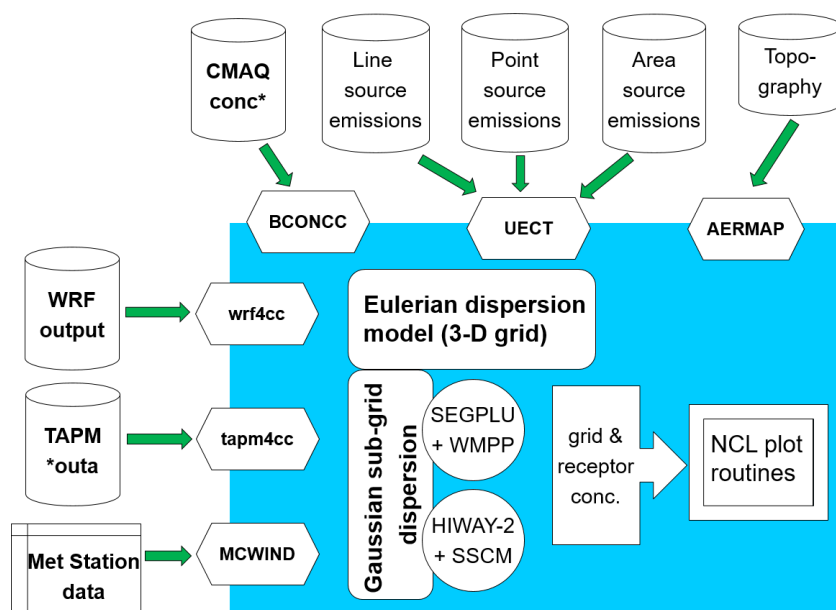 CMAQ
conc*
Line
source
emissions
Point
source
emissions
Area
source
emissions
Topo-
graphy
BCONCC
UECT
AERMAP
WRF
output
wrf4cc
Eulerian dispersion
model (3-D grid)
TAPM
*outa
tapm4cc
Gaussian sub-grid
dispersion
SEGPLU
+ WMPP
grid &
receptor
conc.
NCL plot
routines
Met Station
data
MCWIND
HIWAY-2
+ SSCM